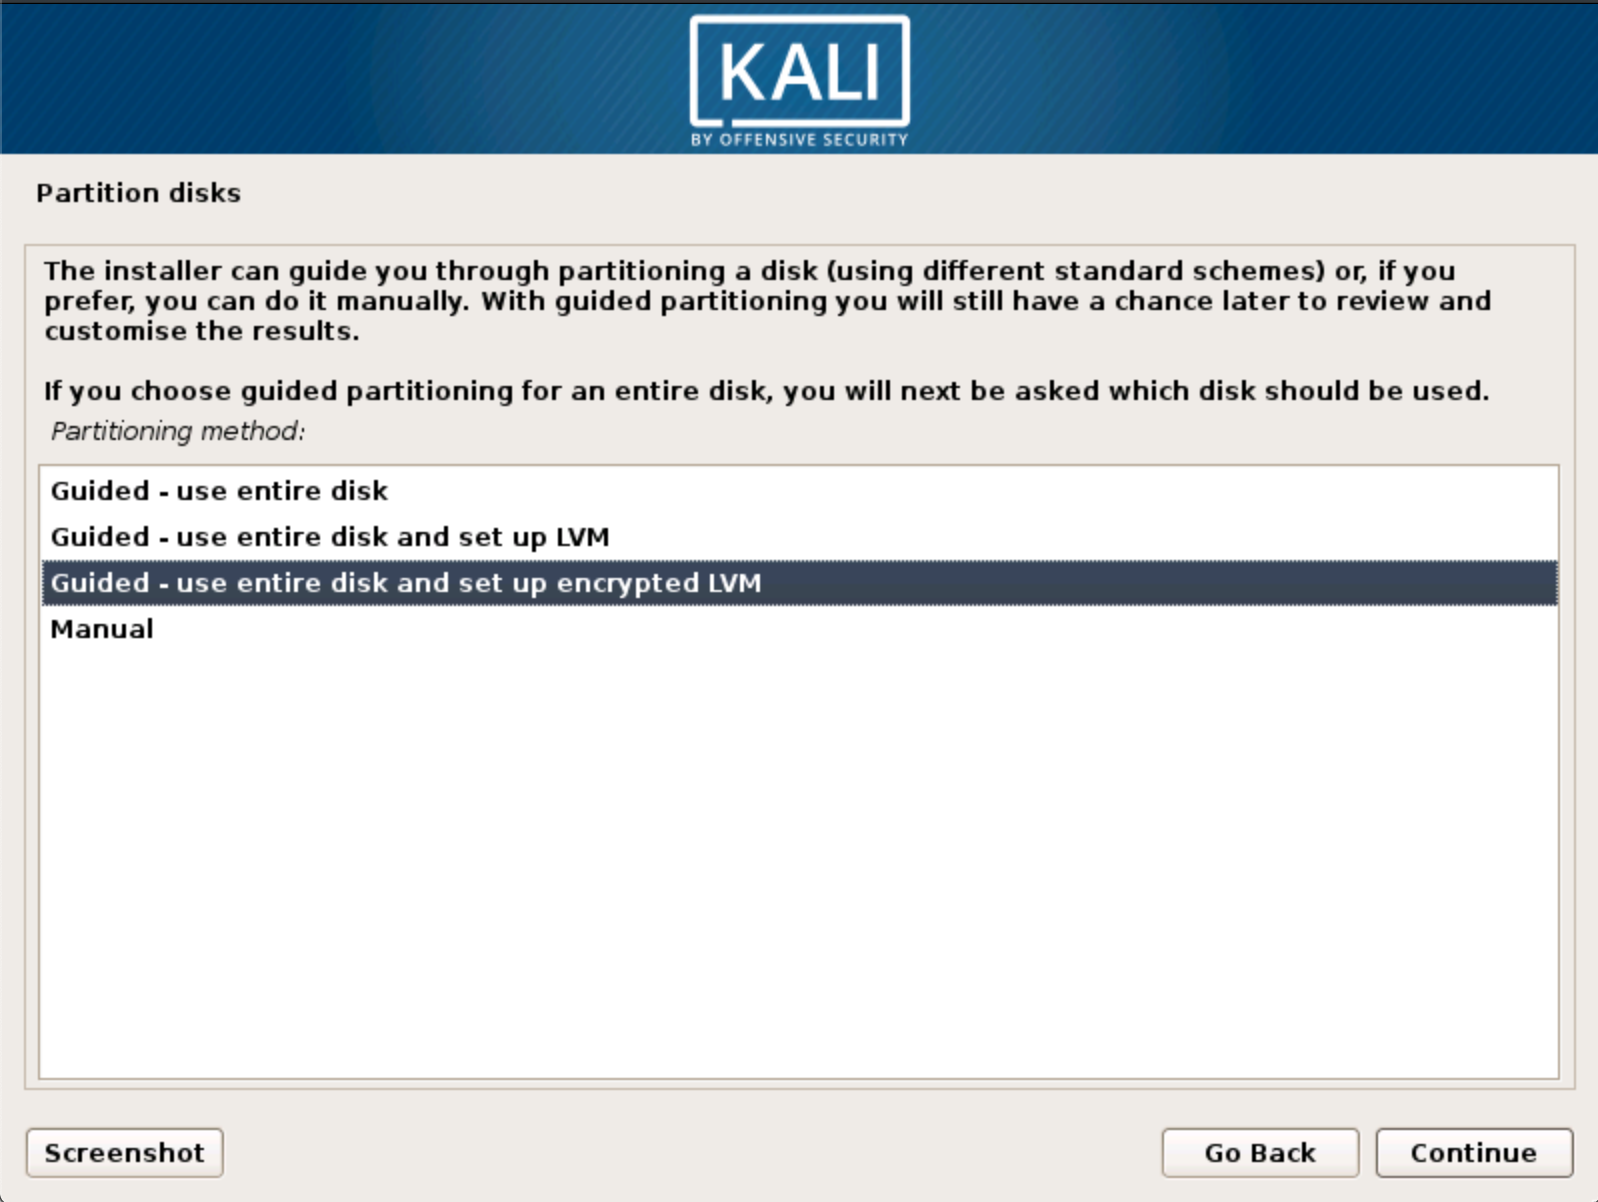 KALI
BY OFFENSIVE SECURITY
Partition disks
The installer can guide you through partitioning a disk (using different standard schemes) or, if you
prefer, you can do it manually. With guided partitioning you will still have a chance later to review and
customise the results.
If you choose guided partitioning for an entire disk, you will next be asked which disk should be used.
Partitioning method:
Guided - use entire disk
Guided - use entire disk and set up LVM
Guided - use entire disk and set up encrypted LVM
Manual
Screenshot
Go Back
Continue